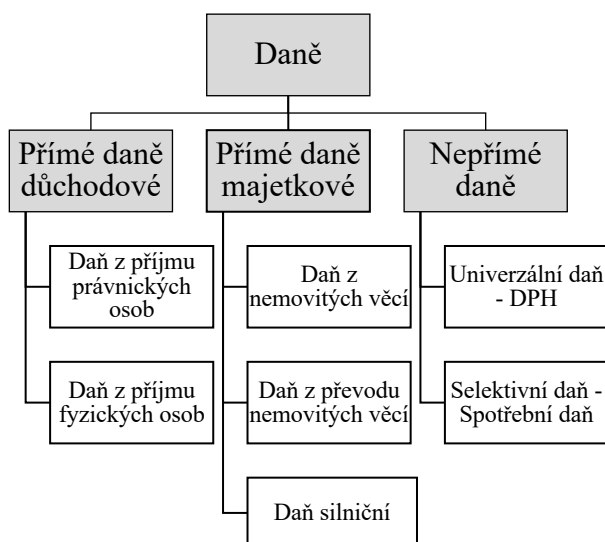 Daně
Přímé daně
důchodové
Přímé daně
majetkové
Nepřímé
daně
Daň z příjmu
právnických
osob
Daň z příjmu
fyzických osob
Daň z
nemovitých věcí
Daň z převodu
nemovitých věcí
Daň silniční
Univerzální daň
- DPH
Selektivní daň -
Spotřební daň